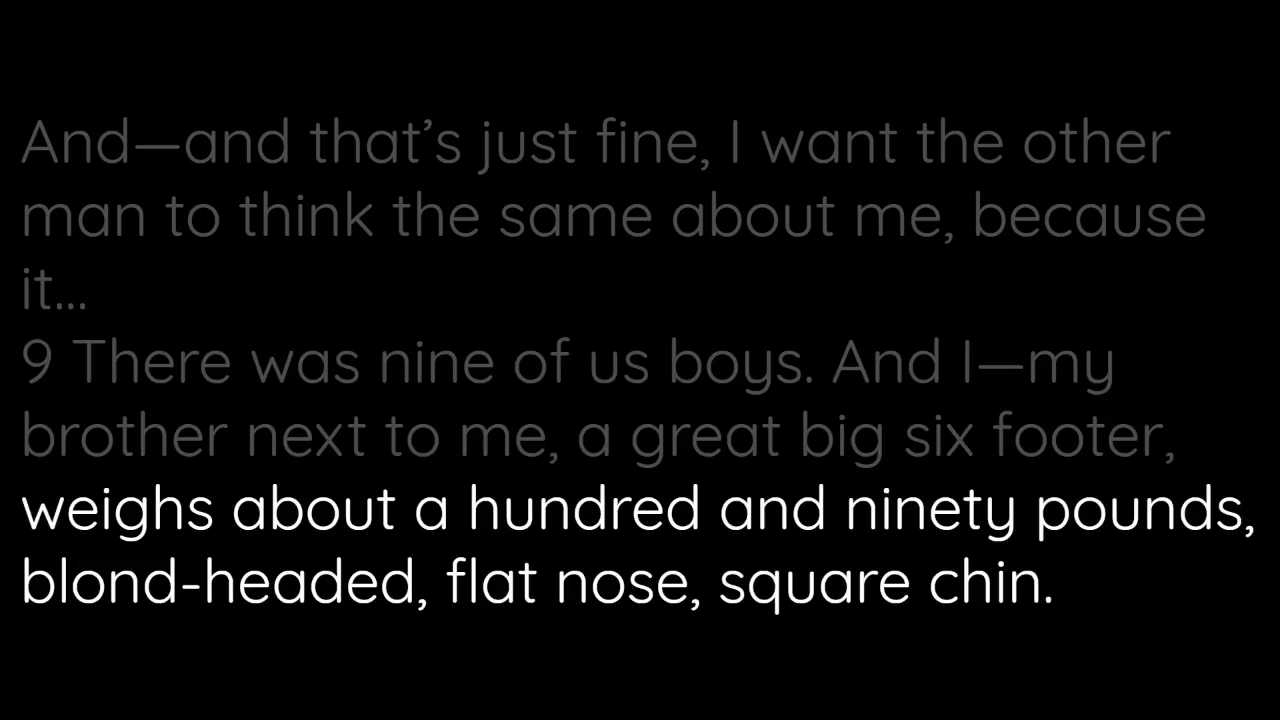 And—and that’s just fine, I want the other
man to think the same about me, because
it...
9 There was nine of us boys. And I—my
brother next to me, a great big six footer,
weighs about a hundred and ninety pounds,
blond-headed, flat nose, square chin.